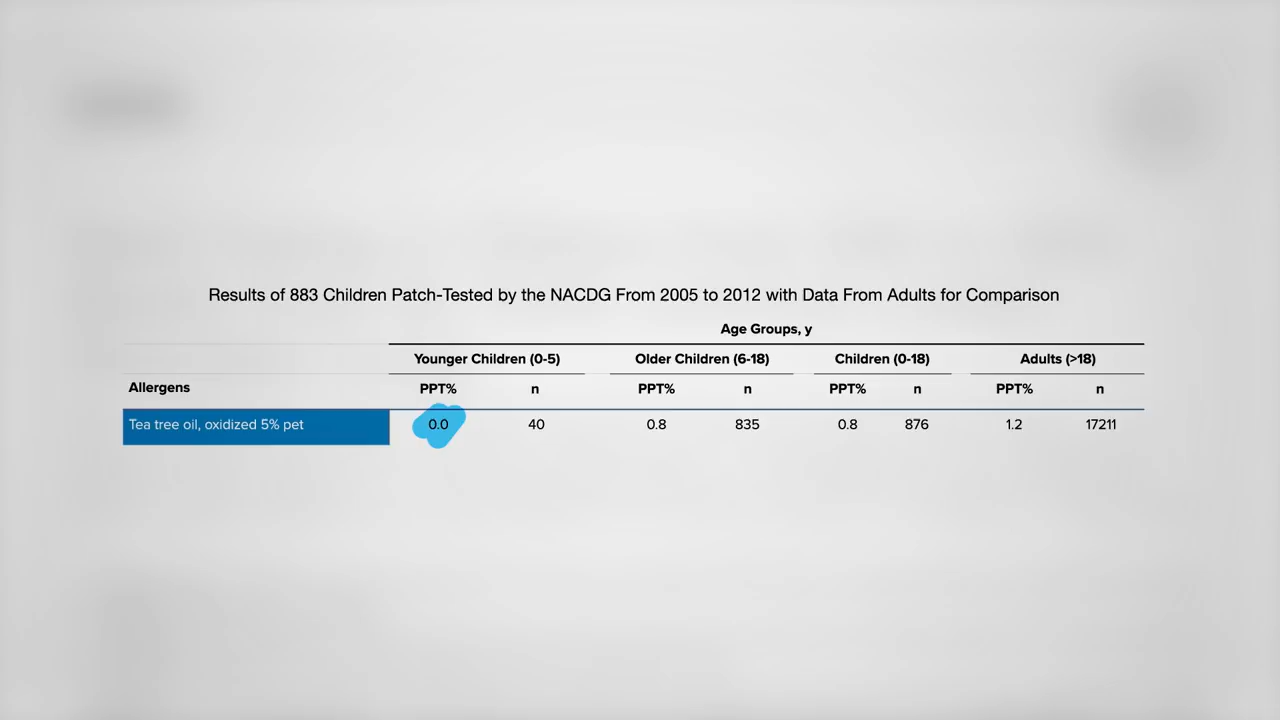 Results of 883 Children Patch-Tested by the NACDG From 2005 to 2012 with Data From Adults for Comparison
Age Groups, y
Younger Children (0-5) Older Children (6-18) Children (0-18) Adults (>18)
Allergens PPT% n PPT% n PPT% n PPT% n
Tea tree oil, oxidized 5% pet 0.0 40 0.8 835 0.8 876 1.2 17211